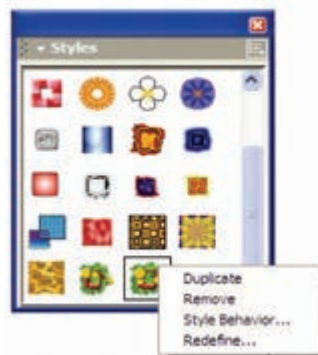 Styles
Duplicate
Remove
Style Behavior...
Redefine...